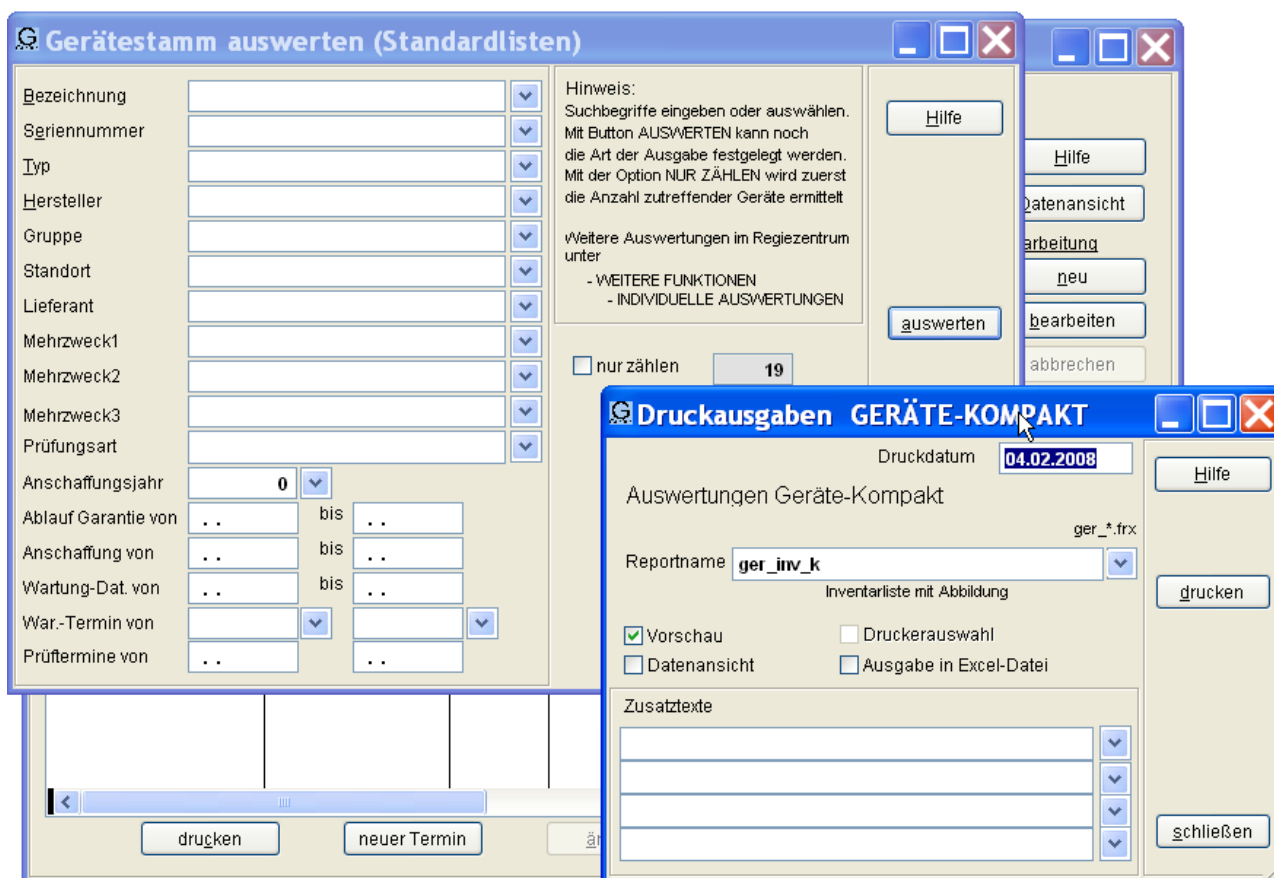 Gerätestamm auswerten (Standardlisten)
Bezeichnung
Seriennummer
Typ
Hersteller
Gruppe
Standort
Lieferant
Mehrzweck1
Mehrzweck2
Mehrzweck3
Prüfungsart
Anschaffungsjahr 0
Ablauf Garantie von . . bis . .
Anschaffung von . . bis . .
Wartung-Dat. von . . bis . .
War.-Termin von
Prüftermine von . . . .
Hinweis:
Suchbegriffe eingeben oder auswählen.
Mit Button AUSWERTEN kann noch
die Art der Ausgabe festgelegt werden.
Mit der Option NUR ZÄHLEN wird zuerst
die Anzahl zutreffender Geräte ermittelt
Weitere Auswertungen im Regiezentrum
unter
- WEITERE FUNKTIONEN
- INDIVIDUELLE AUSWERTUNGEN
nur zählen 19
Hilfe
auswerten
Hilfe
Datenansicht
arbeitung
neu
bearbeiten
abbrechen
Druckausgaben GERÄTE-KOMPAKT
Druckdatum 04.02.2008
Auswertungen Geräte-Kompakt
ger_*.frx
Reportname ger_inv_k
Inventarliste mit Abbildung
Vorschau
Druckerauswahl
Datenansicht
Ausgabe in Excel-Datei
Zusatztexte
Hilfe
drucken
schließen
drucken
neuer Termin
än